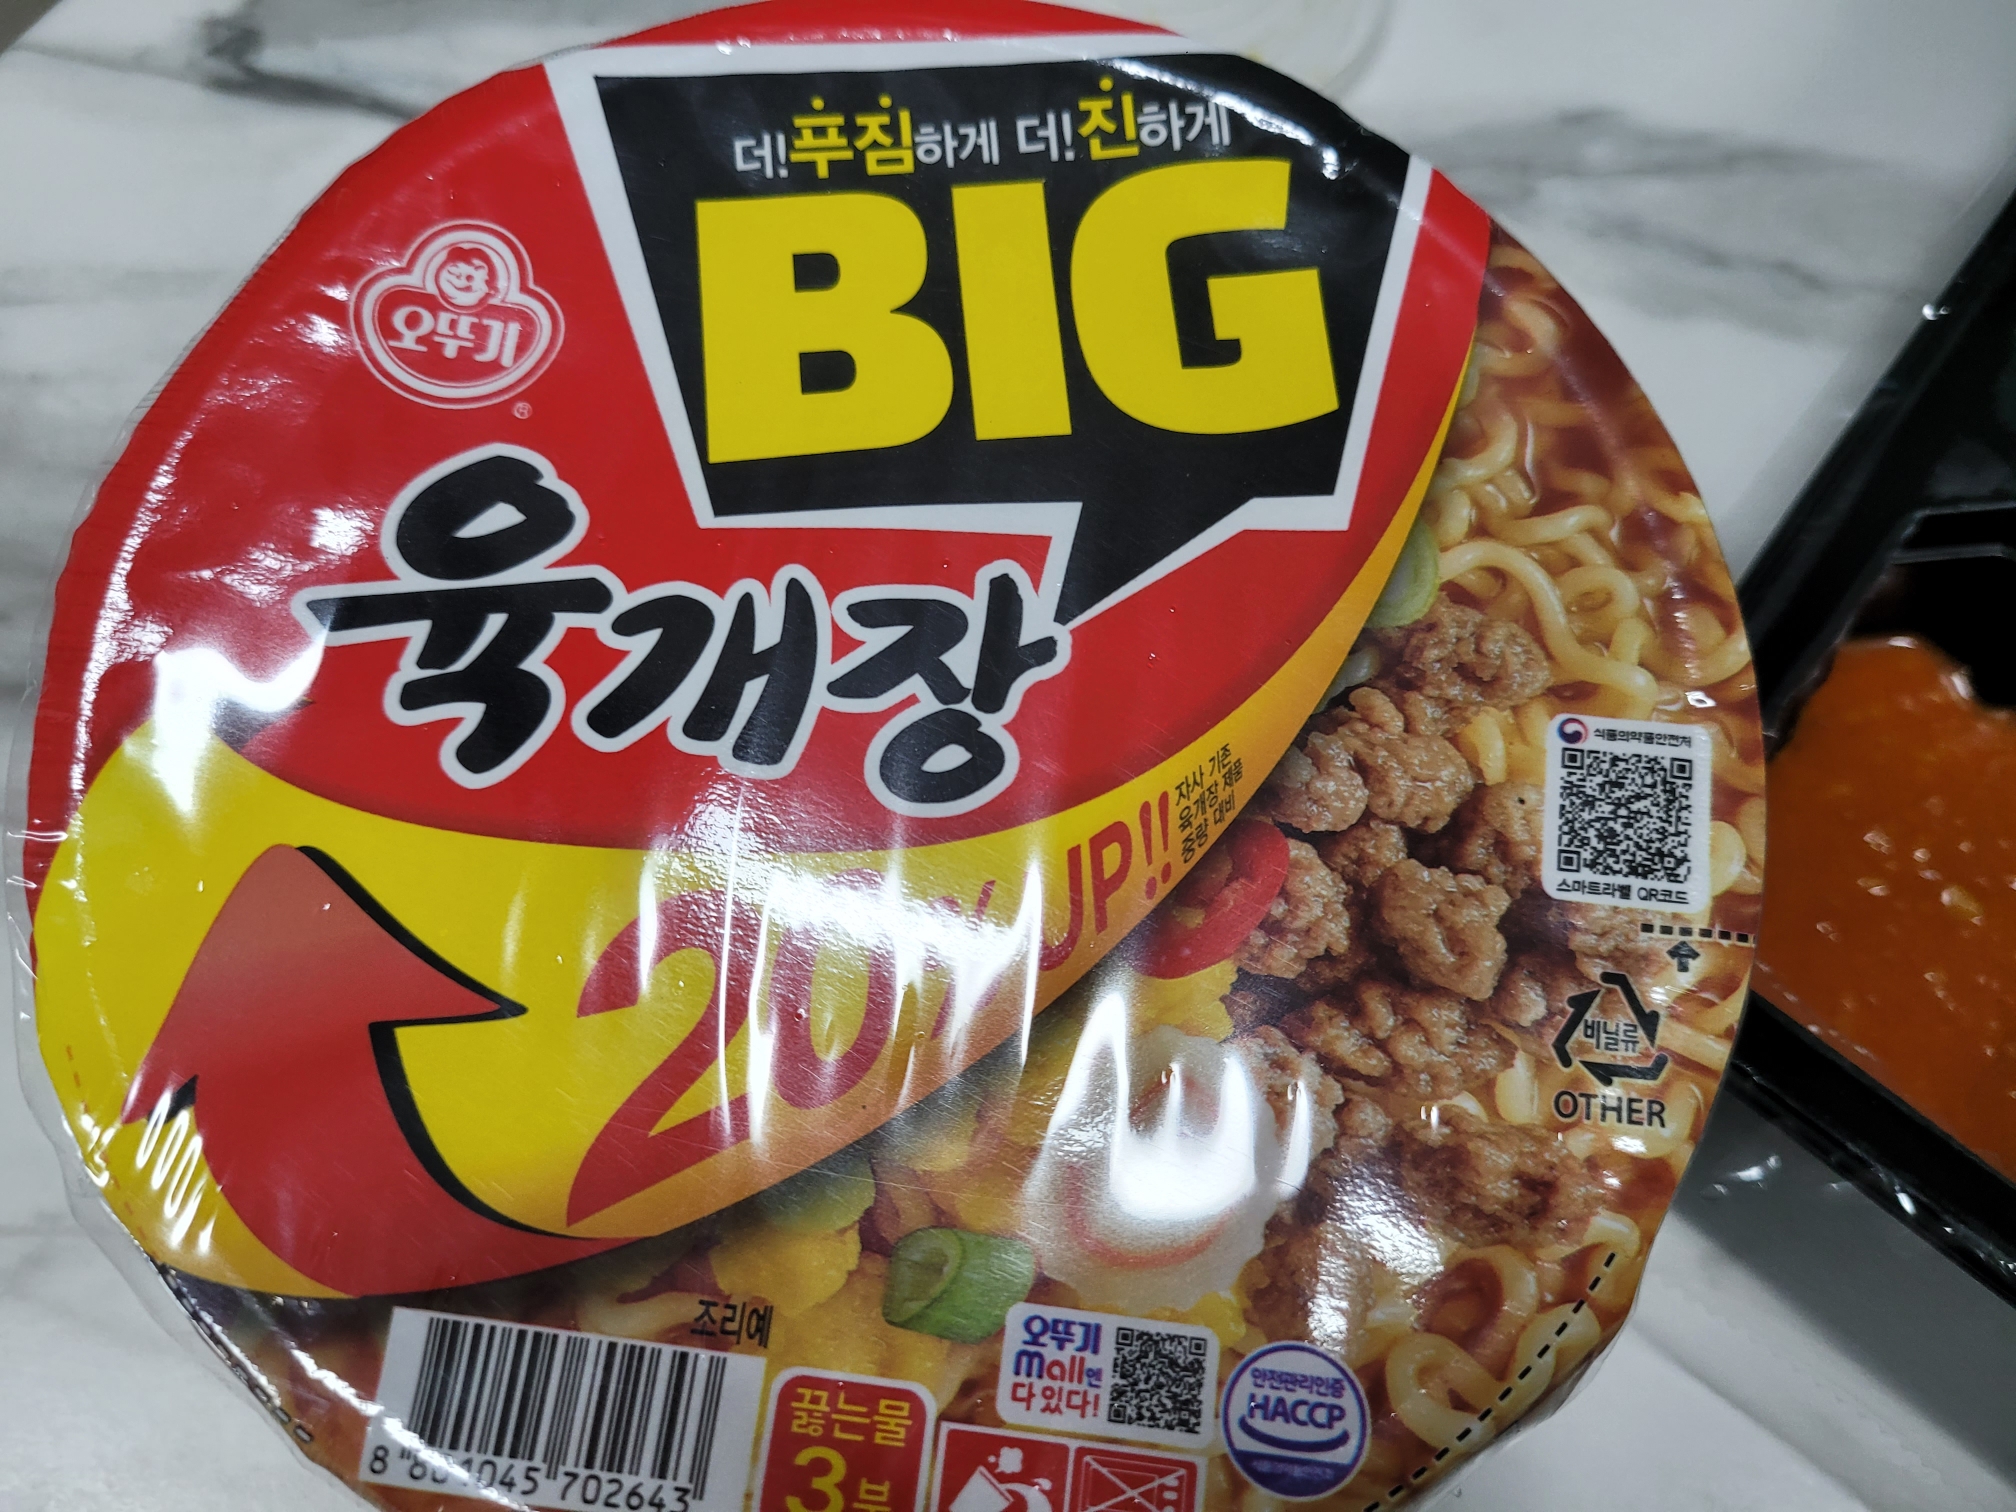 더! 푸짐하게 더! 진하게
BIG
오뚜기
®
육개장
20% UP!!
자사 기존
육개장 제품
중량 대비
식품의약품안전처
스마트라벨 QR코드
비닐류
OTHER
조리예
오뚜기
mall엔
다 있다!
안전관리인증
HACCP
끓는물
3분
8 801045 702643